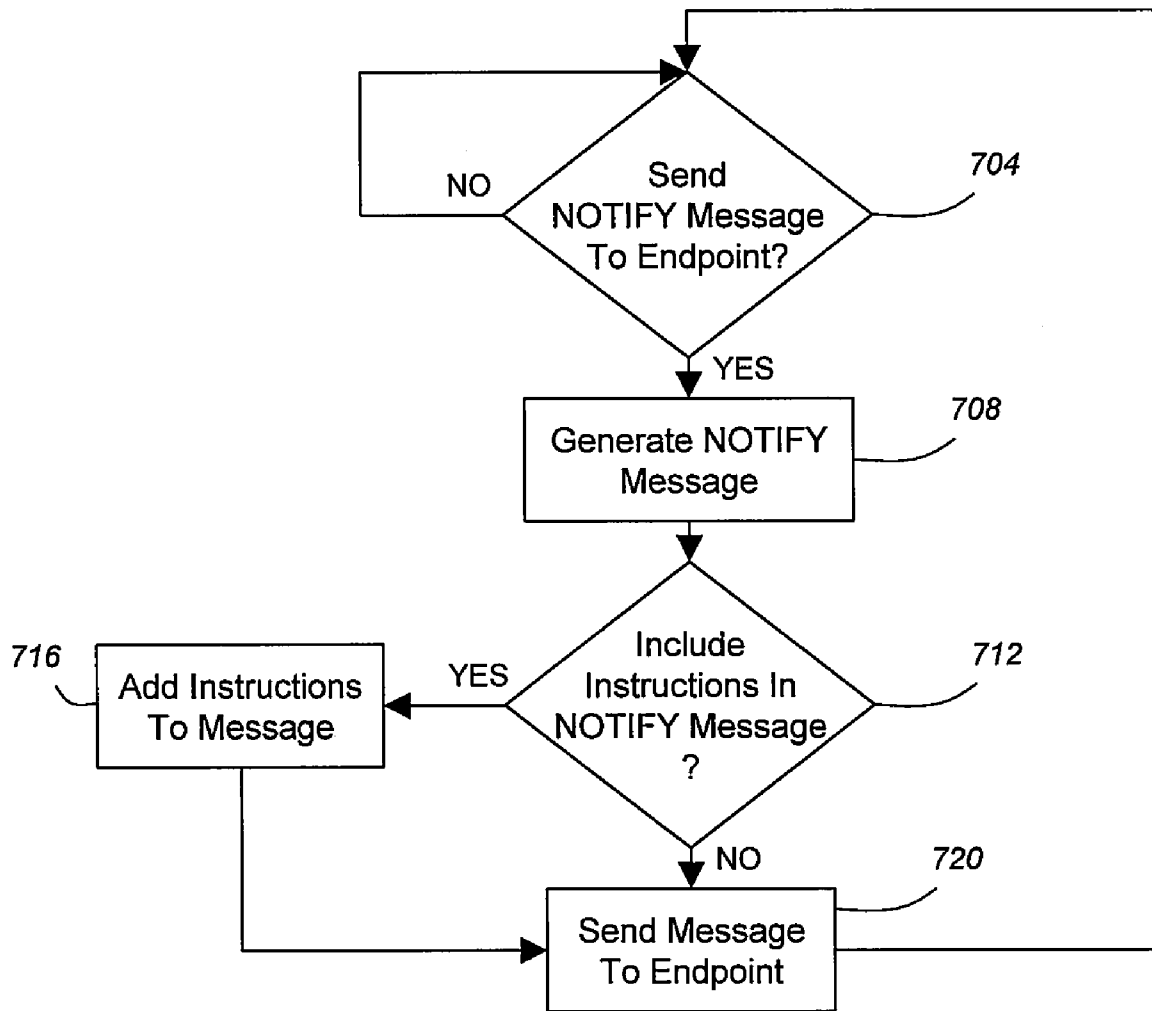 Send
NOTIFY Message
To Endpoint?
704
NO
YES
Generate NOTIFY
Message
708
Include
Instructions In
NOTIFY Message
?
712
YES
716
Add Instructions
To Message
NO
720
Send Message
To Endpoint